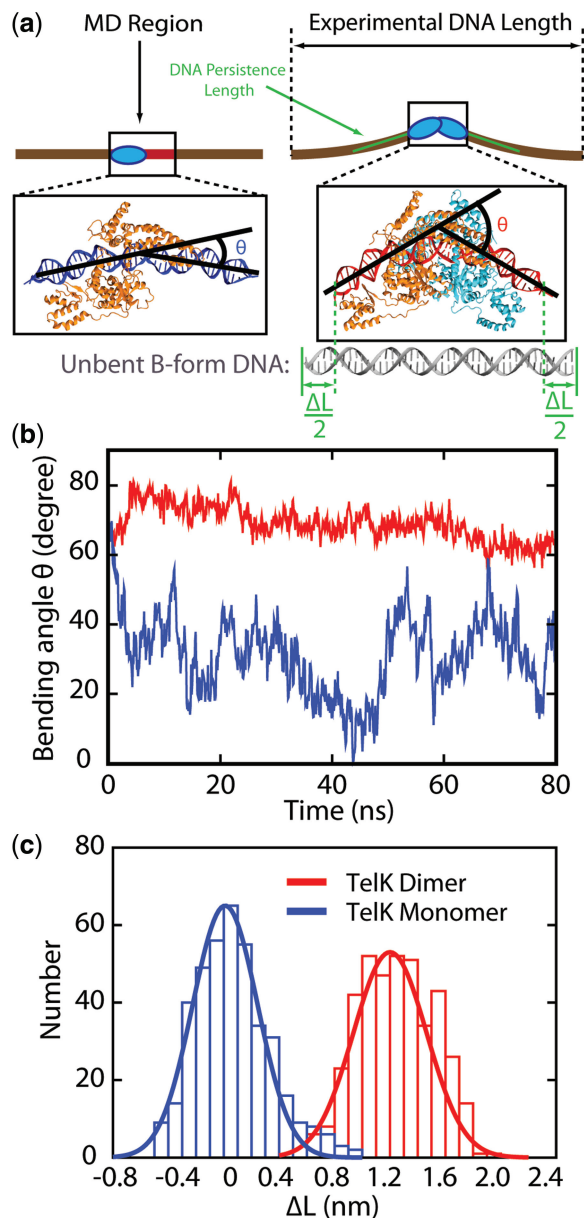 (a)
MD Region
Experimental DNA Length
DNA Persistence
Length
θ
θ
Unbent B-form DNA:
ΔL
2
ΔL
2
(b)
Bending angle θ (degree)
80
60
40
20
0
0
20
40
60
80
Time (ns)
(c)
Number
80
60
40
20
0
TelK Dimer
TelK Monomer
-0.8
-0.4
0
0.4
0.8
1.2
1.6
2.0
2.4
ΔL (nm)